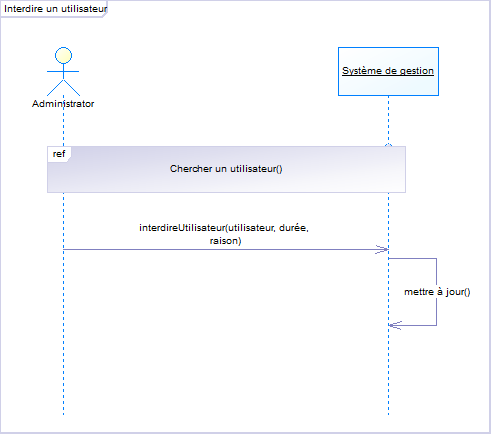 Interdire un utilisateur
Administrator
Système de gestion
ref
Chercher un utilisateur()
interdireUtilisateur(utilisateur, durée,
raison)
mettre à jour()